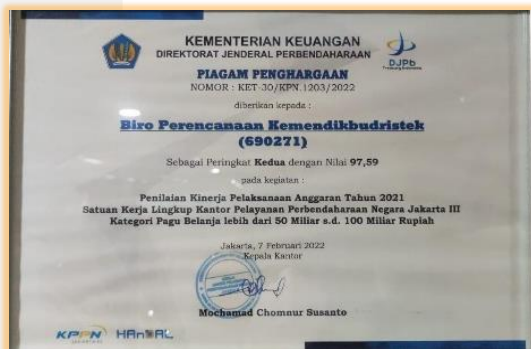 KEMENTERIAN KEUANGAN
DIREKTORAT JENDERAL PERBENDAHARAAN
DJPb
PIAGAM PENGHARGAAN
NOMOR : KET-30/KPN.1203/2022
diberikan kepada :
Biro Perencanaan Kemendikbudristek
(690271)
Sebagai Peringkat Kedua dengan Nilai 97,59
pada kegiatan :
Penilaian Kinerja Pelaksanaan Anggaran Tahun 2021
Satuan Kerja Lingkup Kantor Pelayanan Perbendaharaan Negara Jakarta III
Kategori Pagu Belanja lebih dari 50 Miliar s.d. 100 Miliar Rupiah
Jakarta, 7 Februari 2022
Kepala Kantor
Mochamad Chomnur Susanto
KPPN HAnDAL